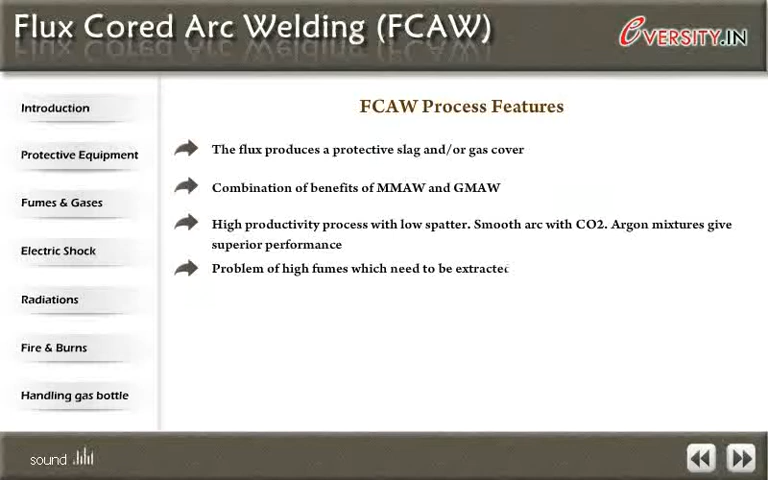 Flux Cored Arc Welding (FCAW)
eVERSITY.IN
Introduction
Protective Equipment
Fumes & Gases
Electric Shock
Radiations
Fire & Burns
Handling gas bottle
FCAW Process Features
The flux produces a protective slag and/or gas cover
Combination of benefits of MMAW and GMAW
High productivity process with low spatter. Smooth arc with CO2. Argon mixtures give
superior performance
Problem of high fumes which need to be extracted
sound